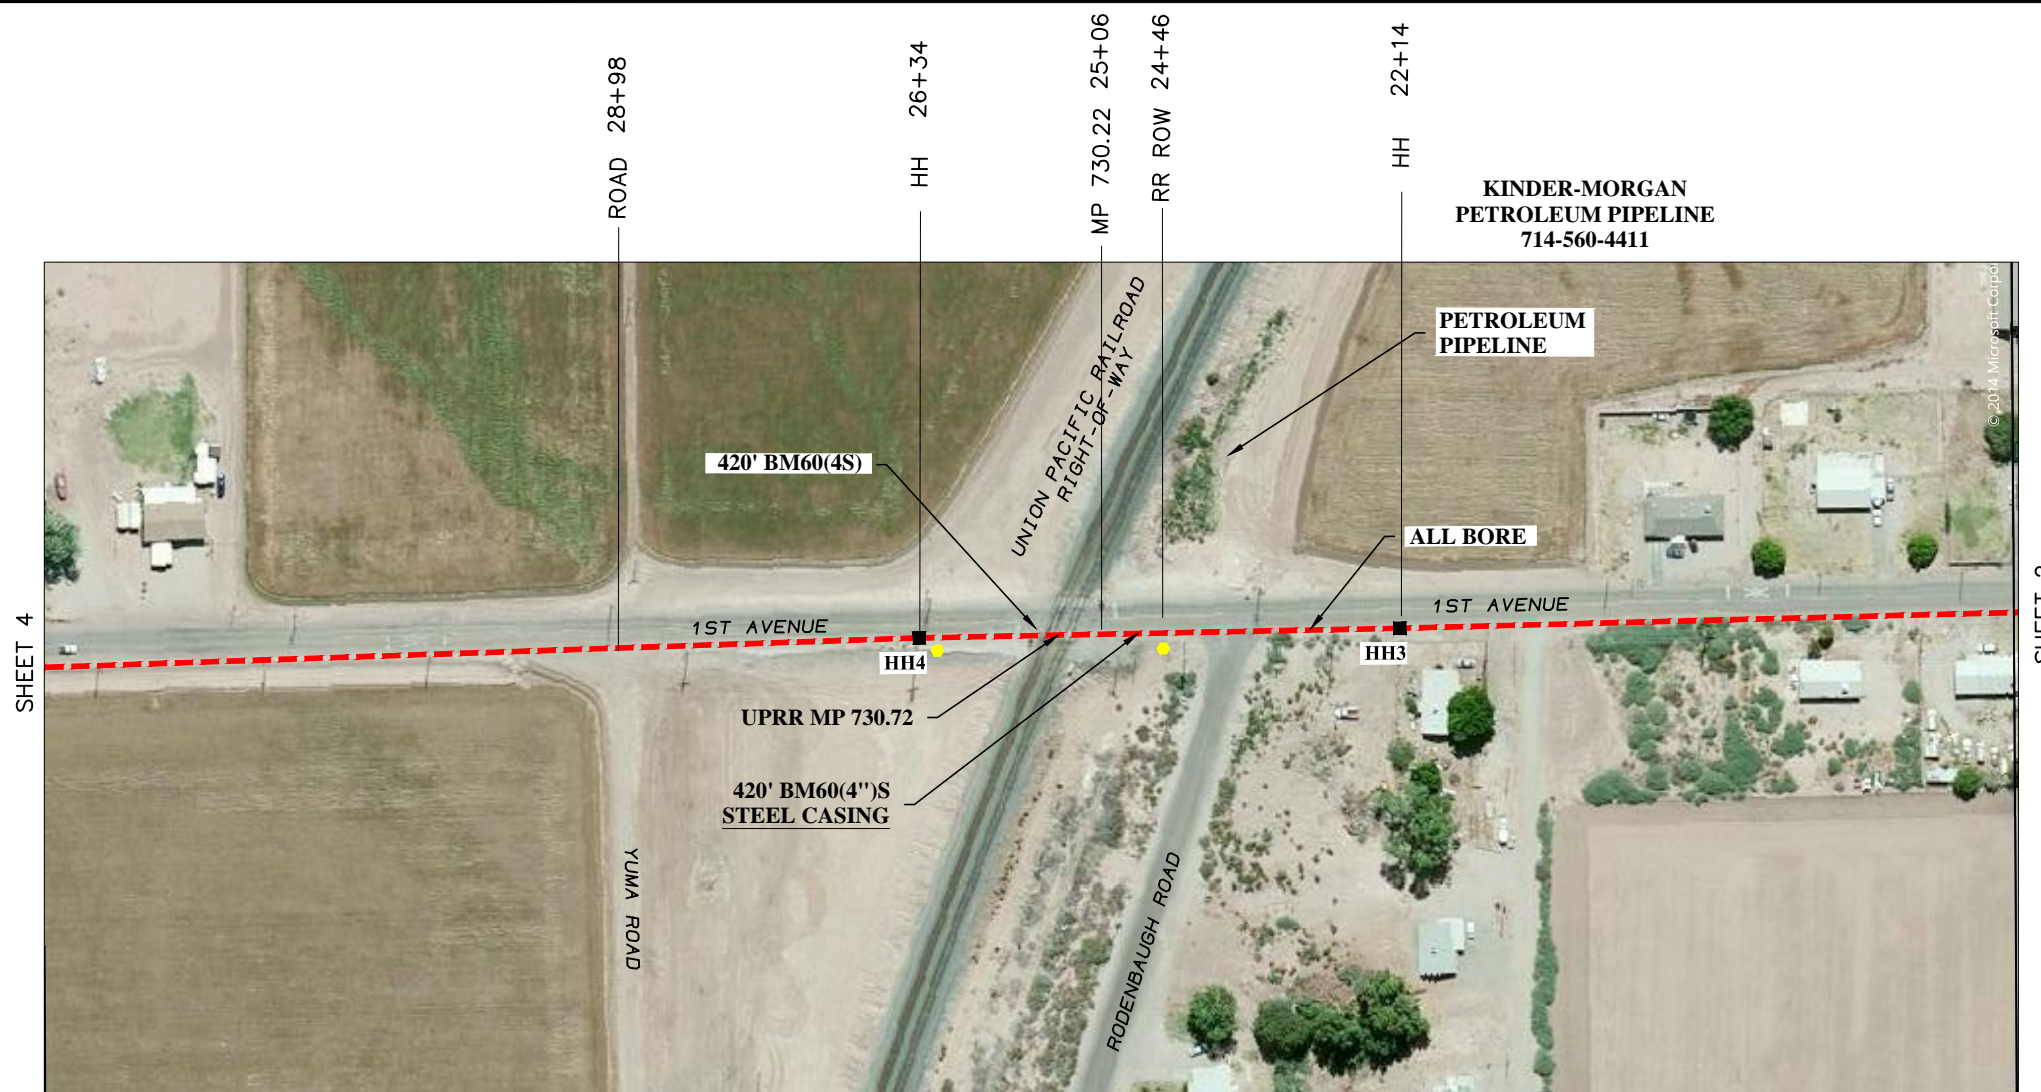 ROAD 28+98
HH 26+34
MP 730.22 25+06
RR ROW 24+46
HH 22+14
KINDER-MORGAN
PETROLEUM PIPELINE
714-560-4411
© 2014 Microsoft Corpor
UNION PACIFIC RAILROAD
RIGHT-OF-WAY
PETROLEUM
PIPELINE
420' BM60(4S)
ALL BORE
1ST AVENUE
1ST AVENUE
SHEET 4
HH4
HH3
UPRR MP 730.72
420' BM60(4")S
STEEL CASING
YUMA ROAD
RODENBAUGH ROAD